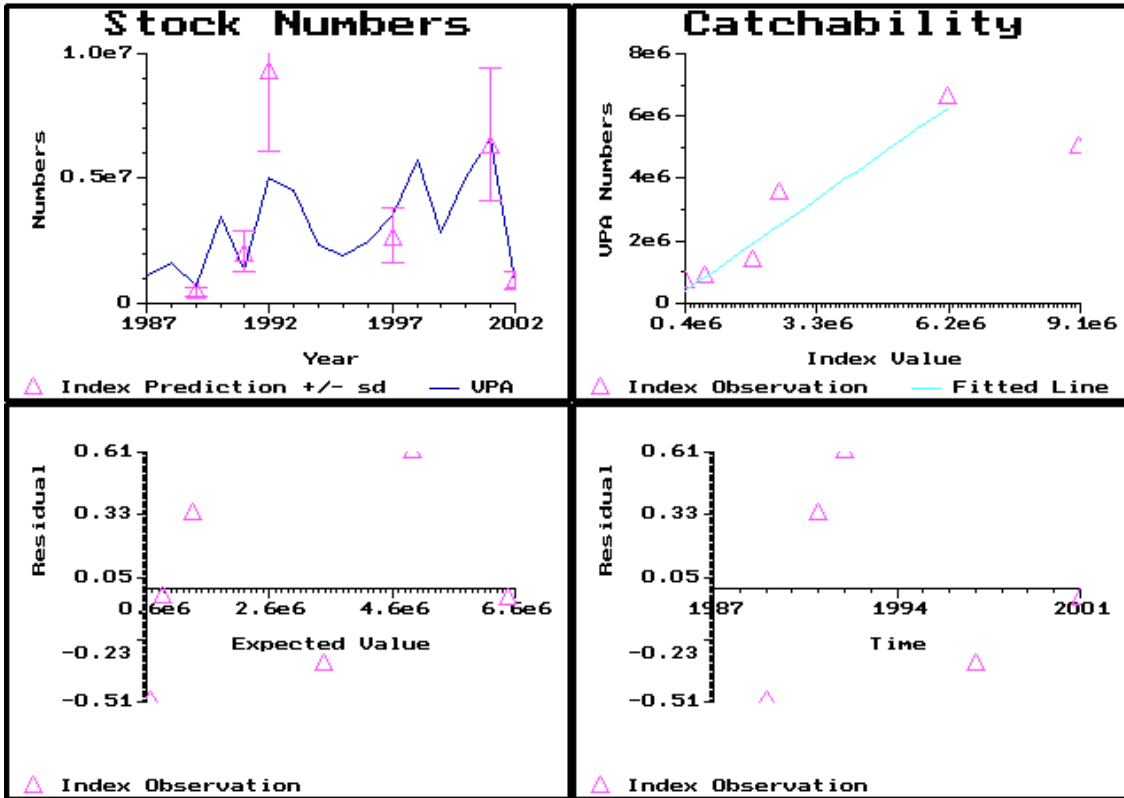 Stock Numbers
1.0e7
0.5e7
0
Numbers
1987 1992 1997 2002
Year
Index Prediction +/- sd VPA
Catchability
8e6
6e6
4e6
2e6
0
VPA Numbers
0.4e6 3.3e6 6.2e6 9.1e6
Index Value
Index Observation Fitted Line
0.61
0.33
0.05
-0.23
-0.51
Residual
0.6e6 2.6e6 4.6e6 6.6e6
Expected Value
Index Observation
0.61
0.33
0.05
-0.23
-0.51
Residual
1987 1994 2001
Time
Index Observation